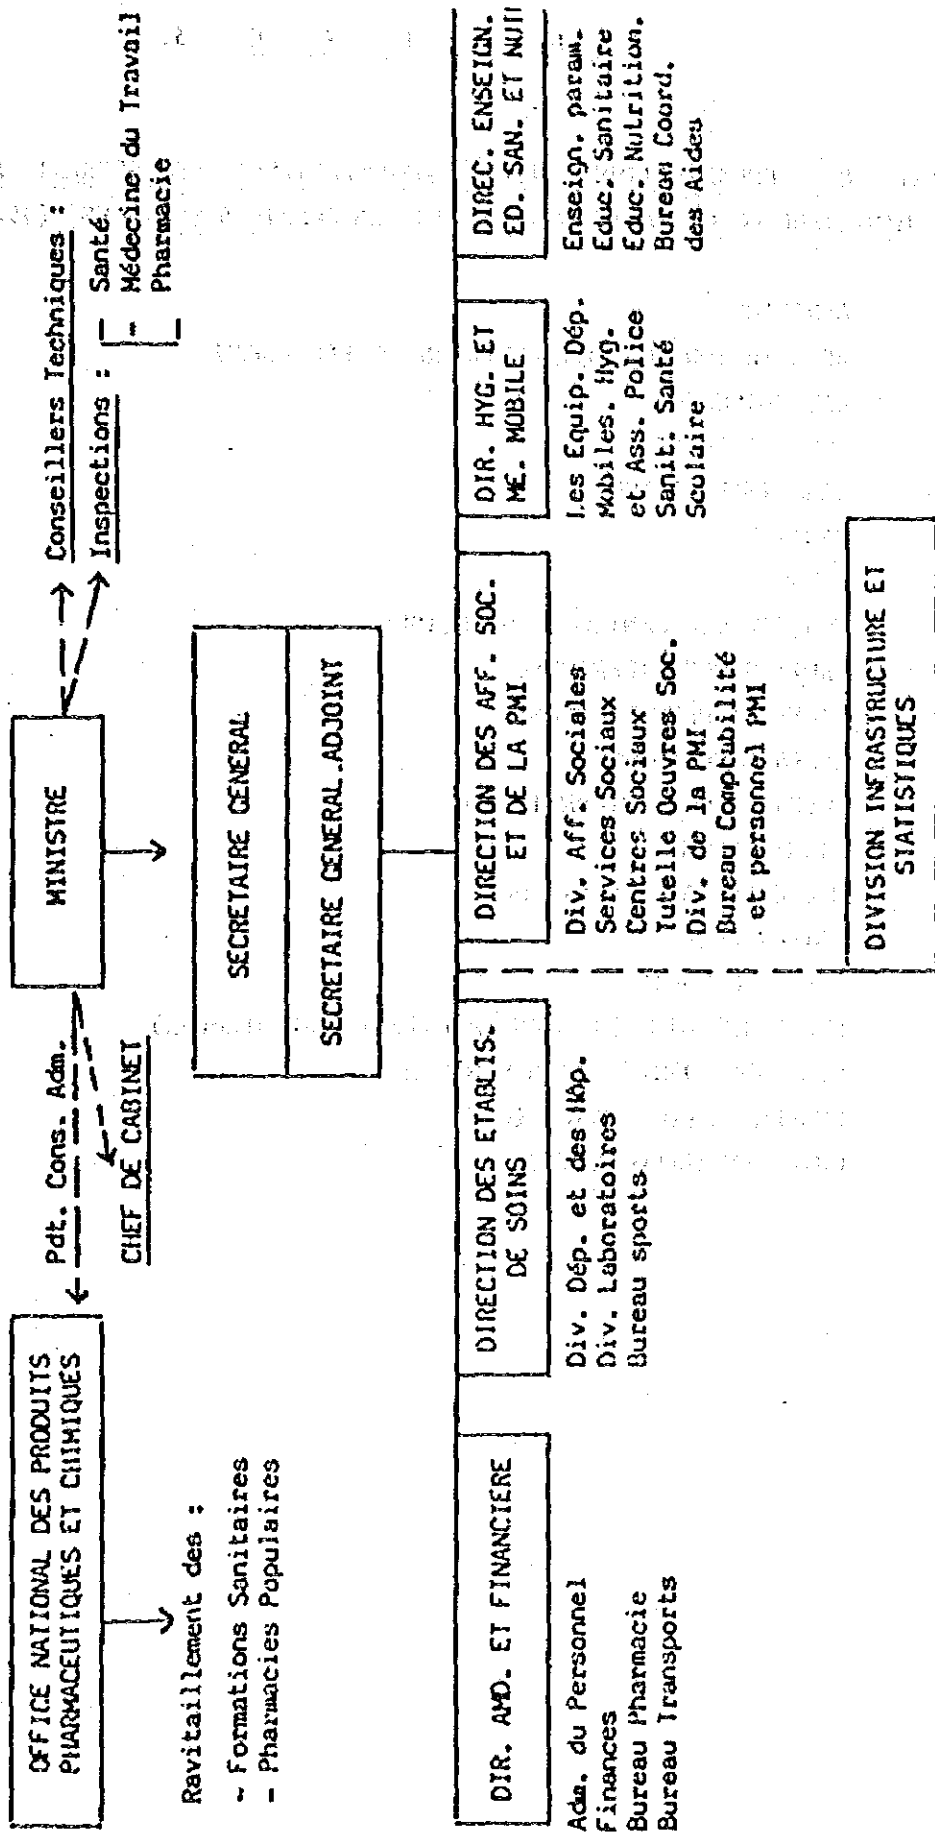 OFFICE NATIONAL DES PRODUITS
PHARMACEUTIQUES ET CHIMIQUES
Ravitaillement des :
- Formations Sanitaires
- Pharmacies Populaires
Pdt. Cons. Adm.
CHEF DE CABINET
MINISTRE
Conseillers Techniques :
Inspections :
Santé
- Médecine du Travail
Pharmacie
SECRETAIRE GENERAL
SECRETAIRE GENERAL ADJOINT
DIR. AMD. ET FINANCIERE
Adm. du Personnel
Finances
Bureau Pharmacie
Bureau Transports
DIRECTION DES ETABLIS.
DE SOINS
Div. Dép. et des Hôp.
Div. Laboratoires
Bureau sports
DIRECTION DES AFF. SOC.
ET DE LA PMI
Div. Aff. Sociales
Services Sociaux
Centres Sociaux
Tutelle Oeuvres Soc.
Div. de la PMI
Bureau Comptabilité
et personnel PMI
DIR. HYG. ET
ME. MOBILE
Les Equip. Dép.
Mobiles. Hyg.
et Ass. Police
Sanit. Santé
Scolaire
DIREC. ENSEIGN.
ED. SAN. ET NUT
Enseign. param.
Educ. Sanitaire
Educ. Nutrition.
Bureau Coord.
des Aides
DIVISION INFRASTRUCTURE ET
STATISTIQUES